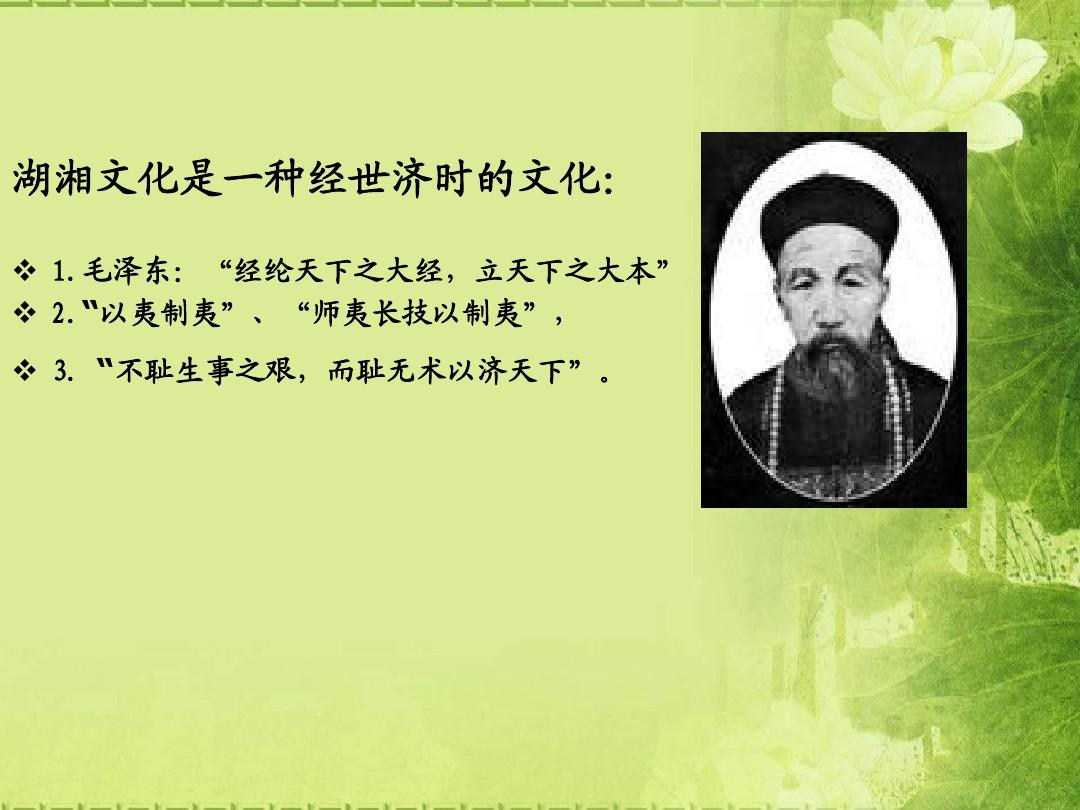 湖湘文化是一种经世济时的文化：
❖ 1. 毛泽东：“经纶天下之大经，立天下之大本”
❖ 2. “以夷制夷”、“师夷长技以制夷”，
❖ 3. “不耻生事之艰，而耻无术以济天下”。